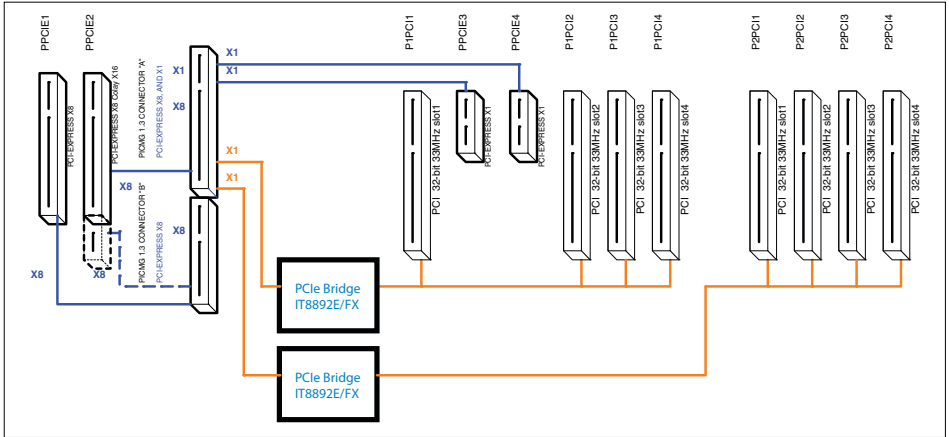 PPCIE1
PPCIE2
P1PCI1
PPCIE3
PPCIE4
P1PCI2
P1PCI3
P1PCI4
P2PCI1
P2PCI2
P2PCI3
P2PCI4
PCI-EXPRESS X8
PCI-EXPRESS X8 Colay X16
PICMG 1.3 CONNECTOR "A"
PCI-EXPRESS X8, AND X1
X1
X1
X1
X8
X1
X1
X8
PICMG 1.3 CONNECTOR "B"
PCI-EXPRESS X8
X8
X8
X8
PCI 32-bit 33MHz slot1
PCI-EXPRESS X1
PCI-EXPRESS X1
PCI 32-bit 33MHz slot2
PCI 32-bit 33MHz slot3
PCI 32-bit 33MHz slot4
PCI 32-bit 33MHz slot1
PCI 32-bit 33MHz slot2
PCI 32-bit 33MHz slot3
PCI 32-bit 33MHz slot4
PCIe Bridge
IT8892E/FX
PCIe Bridge
IT8892E/FX